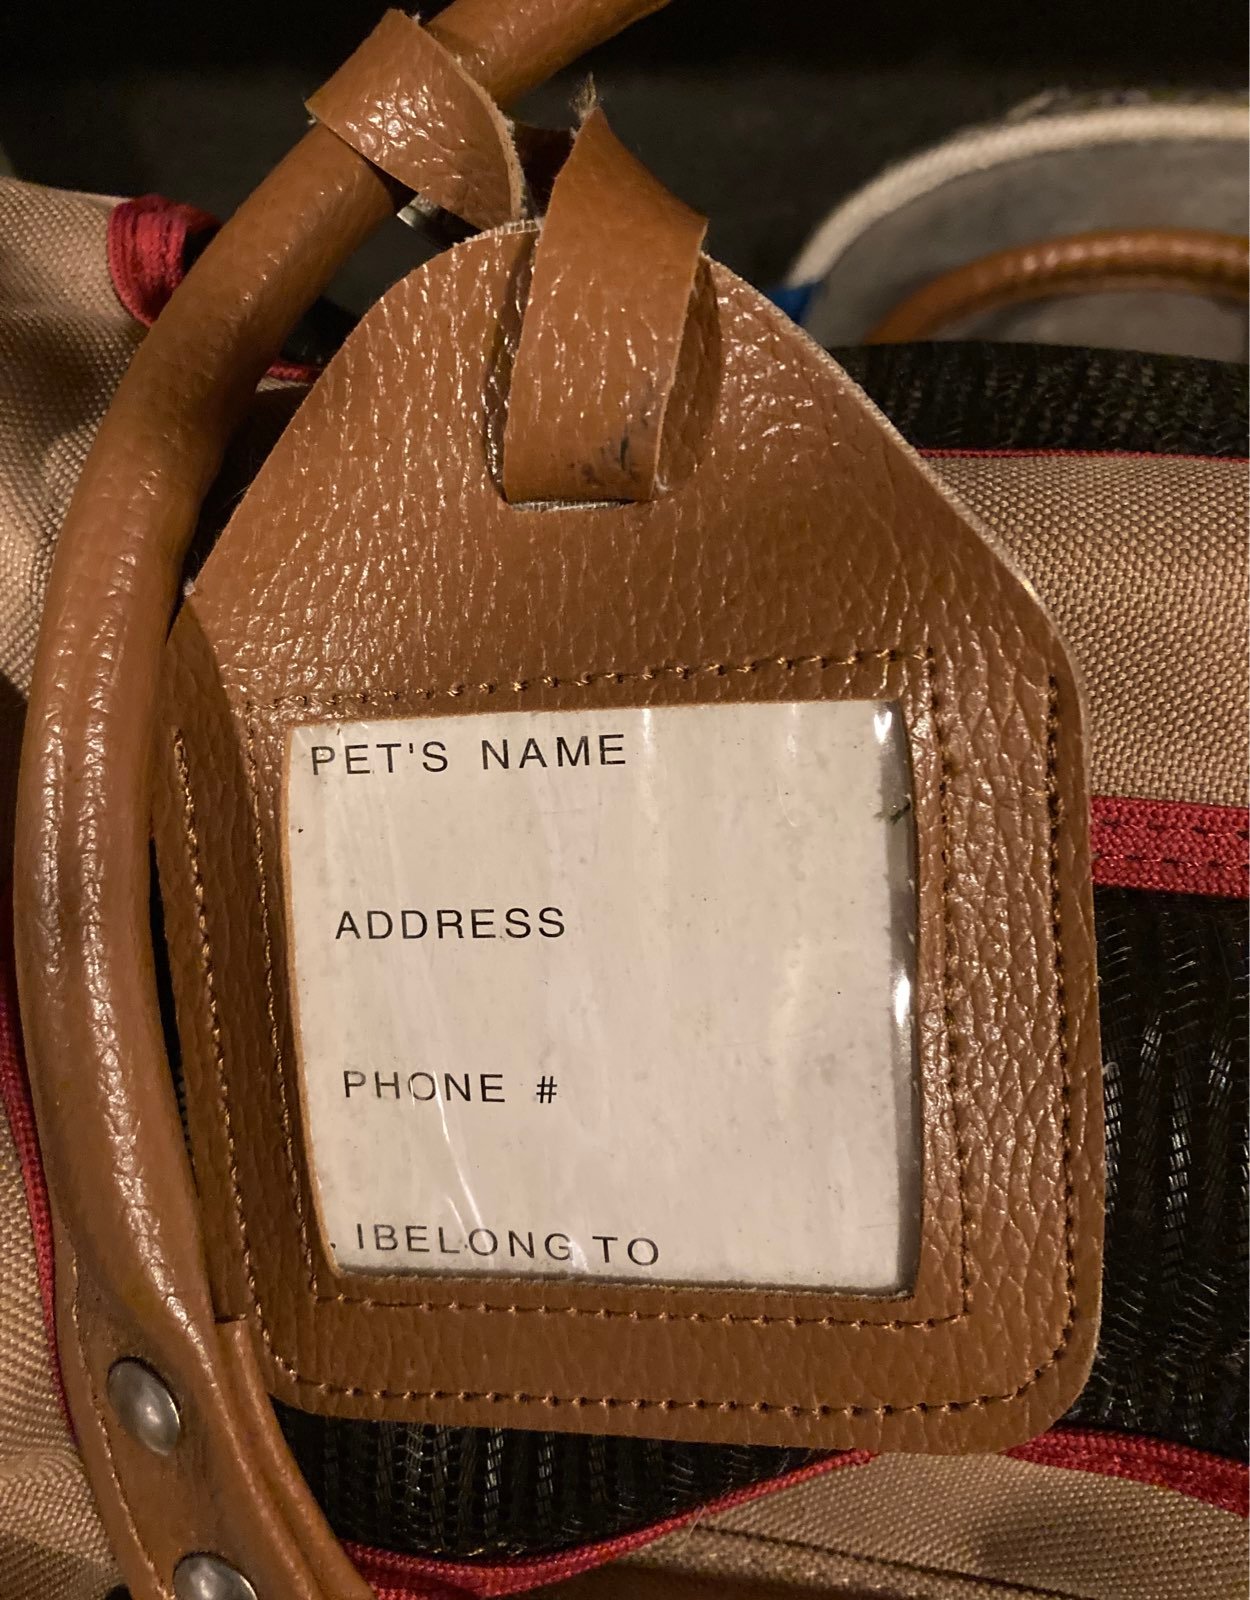 PET'S NAME
ADDRESS
PHONE #
IBELONG TO